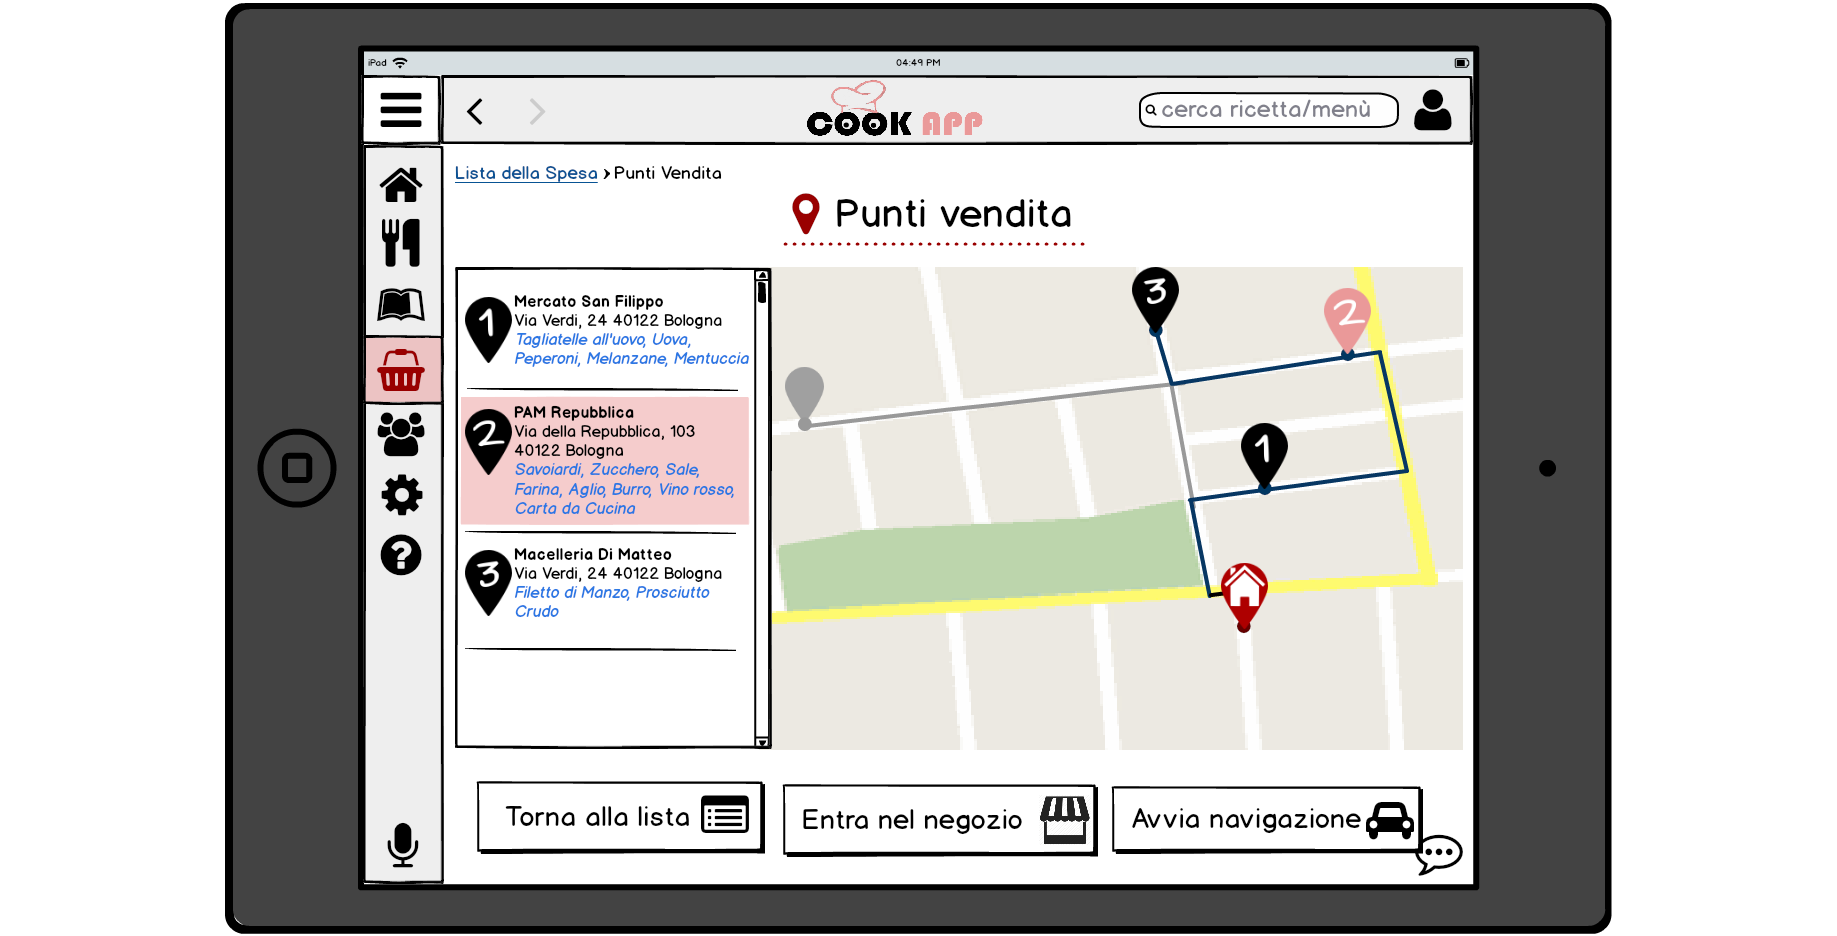 iPad
04:49 PM
COOK APP
cerca ricetta/menù
Lista della Spesa > Punti Vendita
Punti vendita
1
Mercato San Filippo
Via Verdi, 24 40122 Bologna
Tagliatelle all'uovo, Uova,
Peperoni, Melanzane, Mentuccia
2
PAM Repubblica
Via della Repubblica, 103
40122 Bologna
Savoiardi, Zucchero, Sale,
Farina, Aglio, Burro, Vino rosso,
Carta da Cucina
3
Macelleria Di Matteo
Via Verdi, 24 40122 Bologna
Filetto di Manzo, Prosciutto
Crudo
3
2
1
?
Torna alla lista
Entra nel negozio
Avvia navigazione